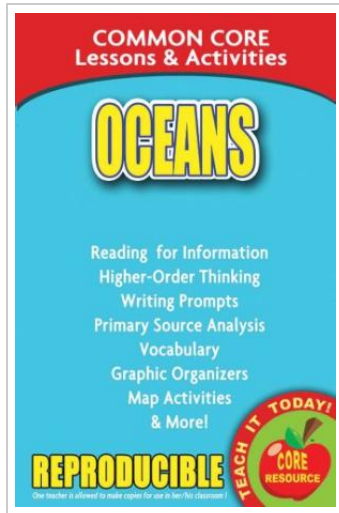 COMMON CORE
Lessons & Activities
OCEANS
Reading for Information
Higher-Order Thinking
Writing Prompts
Primary Source Analysis
Vocabulary
Graphic Organizers
Map Activities
& More!
REPRODUCIBLE
One teacher is allowed to make copies for use in her/his classroom!
TEACH IT TODAY!
CORE
RESOURCE